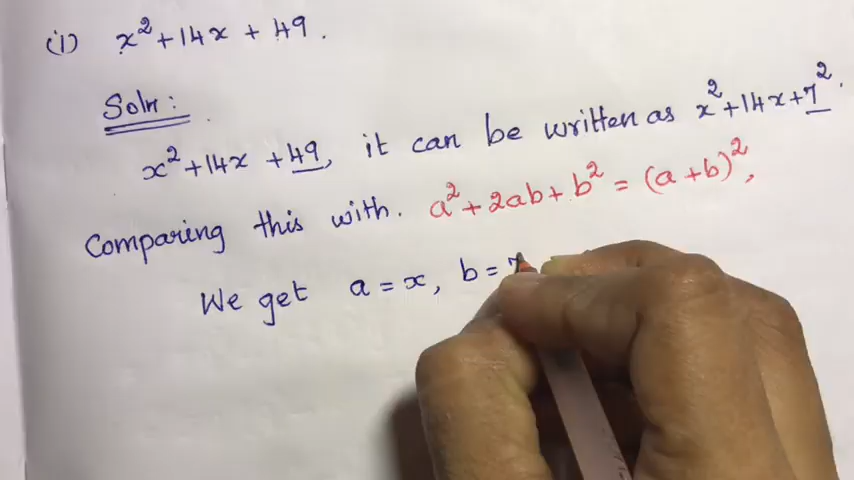 (i) x² + 14x + 49.
Soln:
x² + 14x + 49, it can be written as x² + 14x + 7².
Comparing this with. a² + 2ab + b² = (a + b)²,
We get a = x, b = 7